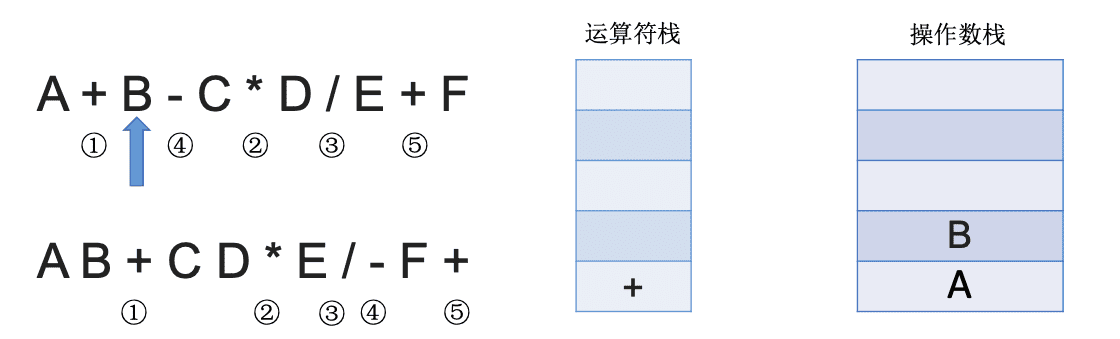 A + B - C * D / E + F
① ④ ② ③ ⑤
A B + C D * E / - F +
① ② ③ ④ ⑤
运算符栈
+
操作数栈
B
A